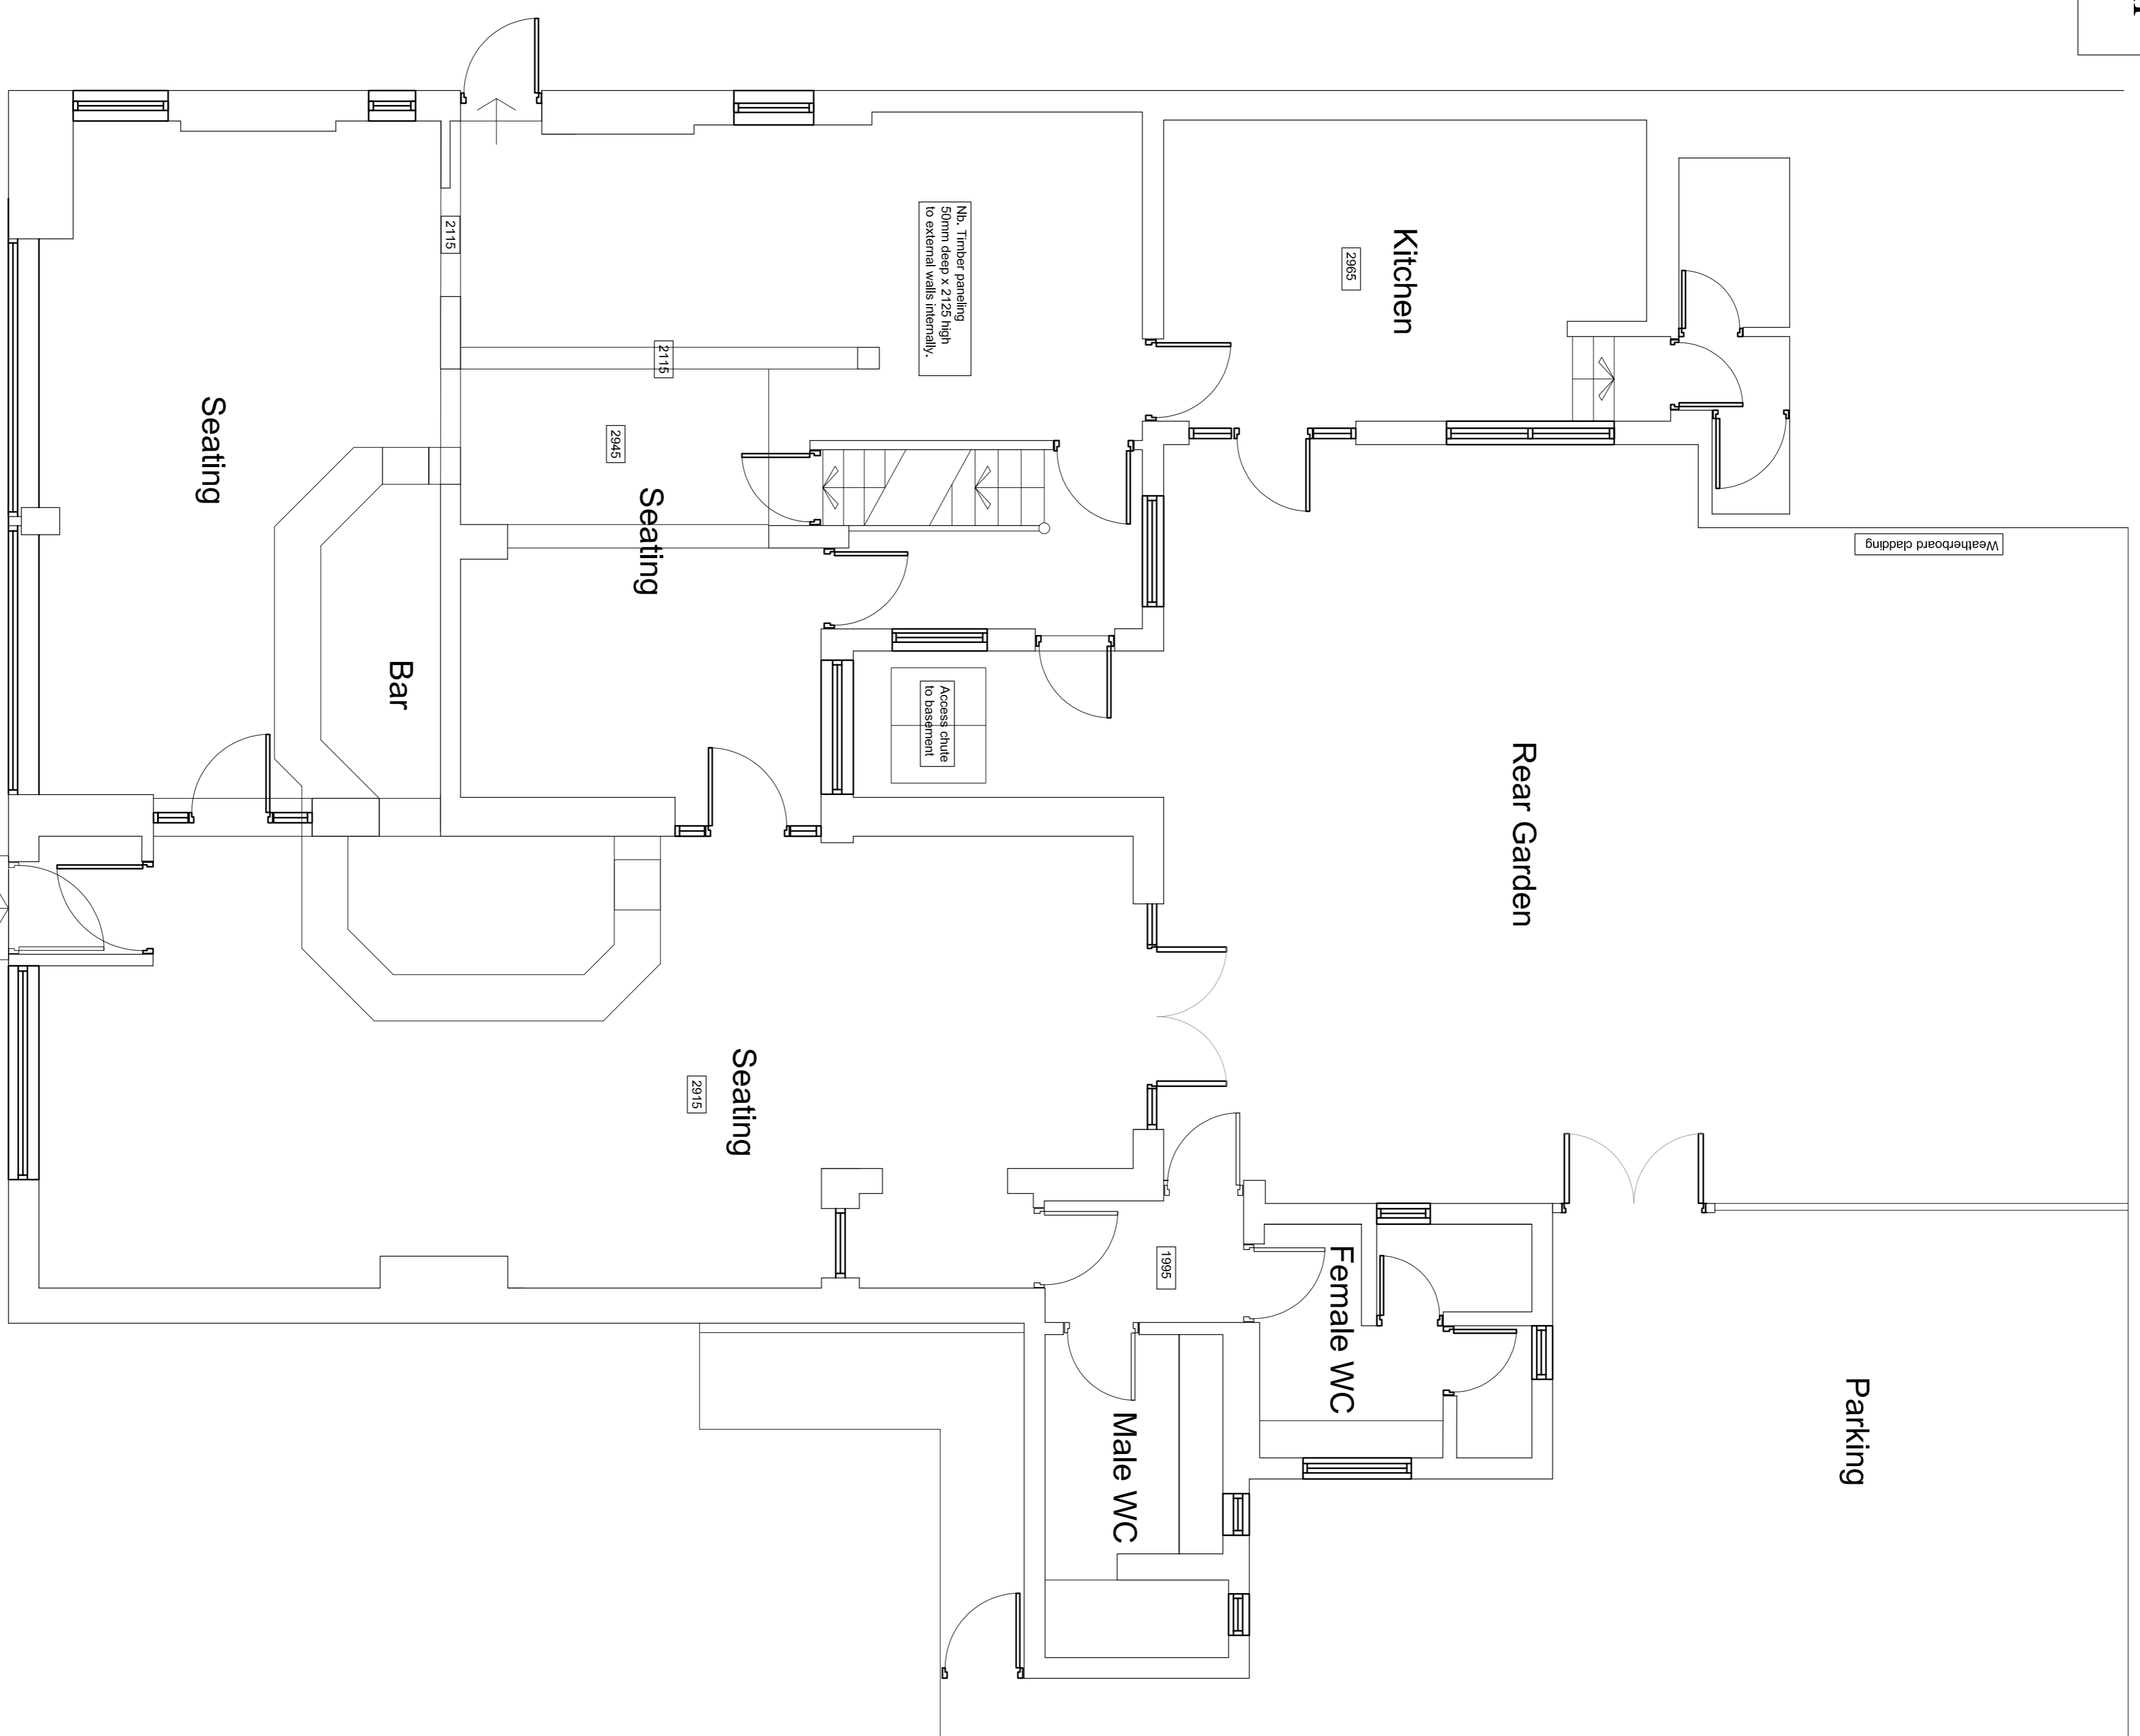 Kitchen
2965
Nb. Timber paneling
50mm deep x 2125 high
to external walls internally.
2115
2115
2945
Seating
Seating
Weatherboard cladding
Bar
Access chute
to basement
Rear Garden
Seating
2915
1995
Female WC
Male WC
Parking